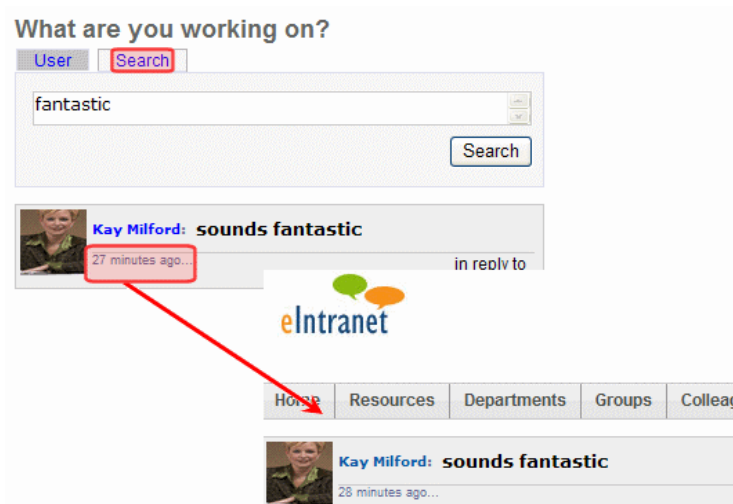 What are you working on?
User Search
fantastic
Search
Kay Milford: sounds fantastic
27 minutes ago...
in reply to
eIntranet
Home Resources Departments Groups Colleag
Kay Milford: sounds fantastic
28 minutes ago...